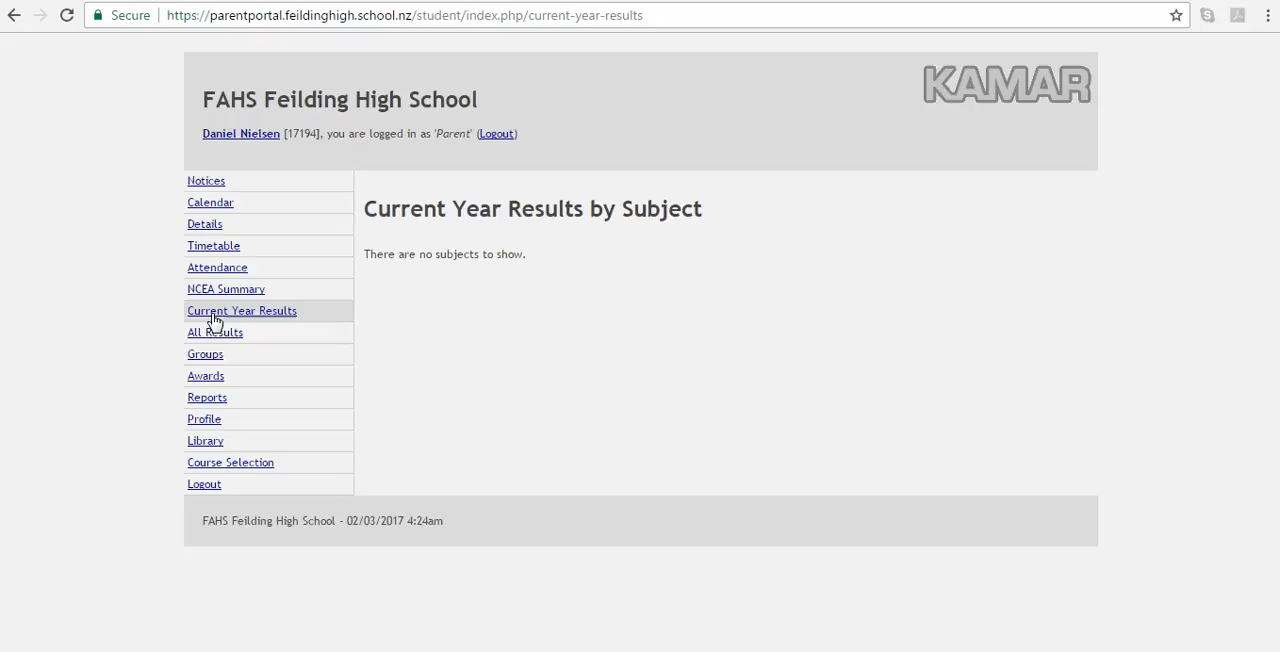 Secure
https://parentportal.feildinghigh.school.nz/student/index.php/current-year-results
KAMAR
FAHS Feilding High School
Daniel Nielsen [17194], you are logged in as 'Parent' (Logout)
Notices
Calendar
Details
Timetable
Attendance
NCEA Summary
Current Year Results
All Results
Groups
Awards
Reports
Profile
Library
Course Selection
Logout
Current Year Results by Subject
There are no subjects to show.
FAHS Feilding High School - 02/03/2017 4:24am